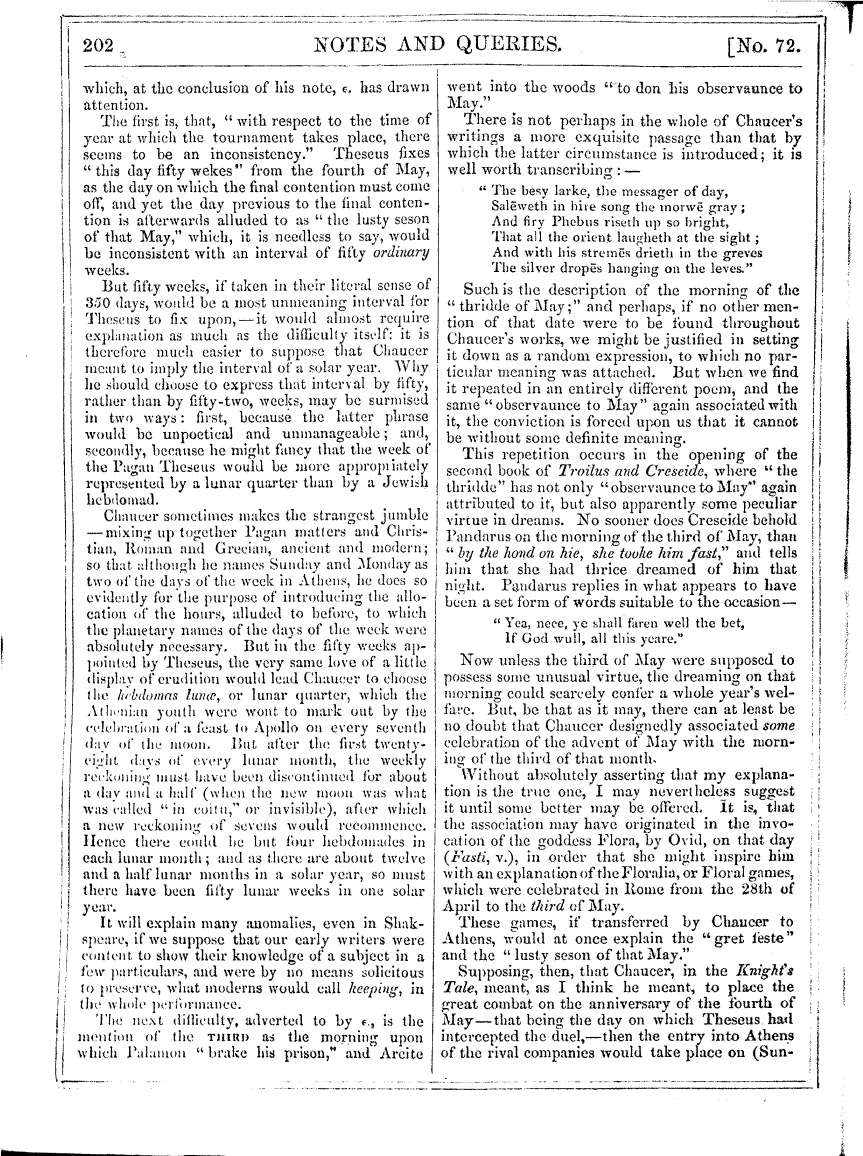 202
NOTES AND QUERIES.
[No. 72.
which, at the conclusion of his note, ε. has drawn
attention.
The first is, that, “ with respect to the time of
year at which the tournament takes place, there
seems to be an inconsistency.” Theseus fixes
“ this day fifty wekes” from the fourth of May,
as the day on which the final contention must come
off, and yet the day previous to the final conten-
tion is afterwards alluded to as “ the lusty seson
of that May,” which, it is needless to say, would
be inconsistent with an interval of fifty ordinary
weeks.
But fifty weeks, if taken in their literal sense of
350 days, would be a most unmeaning interval for
Theseus to fix upon,—it would almost require
explanation as much as the difficulty itself: it is
therefore much easier to suppose that Chaucer
meant to imply the interval of a solar year. Why
he should choose to express that interval by fifty,
rather than by fifty-two, weeks, may be surmised
in two ways: first, because the latter phrase
would be unpoetical and unmanageable; and,
secondly, because he might fancy that the week of
the Pagan Theseus would be more appropriately
represented by a lunar quarter than by a Jewish
hebdomad.
Chaucer sometimes makes the strangest jumble
—mixing up together Pagan matters and Chris-
tian, Roman and Grecian, ancient and modern;
so that although he names Sunday and Monday as
two of the days of the week in Athens, he does so
evidently for the purpose of introducing the allo-
cation of the hours, alluded to before, to which
the planetary names of the days of the week were
absolutely necessary. But in the fifty weeks ap-
pointed by Theseus, the very same love of a little
display of erudition would lead Chaucer to choose
the hebdomas lunæ, or lunar quarter, which the
Athenian youth were wont to mark out by the
celebration of a feast to Apollo on every seventh
day of the moon. But after the first twenty-
eight days of every lunar month, the weekly
reckoning must have been discontinued for about
a day and a half (when the new moon was what
was called “ in coitu,” or invisible), after which
a new reckoning of sevens would recommence.
Hence there could be but four hebdomades in
each lunar month; and as there are about twelve
and a half lunar months in a solar year, so must
there have been fifty lunar weeks in one solar
year.
It will explain many anomalies, even in Shak-
speare, if we suppose that our early writers were
content to show their knowledge of a subject in a
few particulars, and were by no means solicitous
to preserve, what moderns would call keeping, in
the whole performance.
The next difficulty, adverted to by ε., is the
mention of the THIRD as the morning upon
which Palamon “ brake his prison,” and Arcite
went into the woods “ to don his observaunce to
May.”
There is not perhaps in the whole of Chaucer's
writings a more exquisite passage than that by
which the latter circumstance is introduced; it is
well worth transcribing : —
“ The besy larke, the messager of day,
Salēweth in hire song the morwē gray ;
And firy Phebus riseth up so bright,
That all the orient laugheth at the sight ;
And with his stremēs drieth in the greves
The silver dropēs hanging on the leves.”
Such is the description of the morning of the
“ thridde of May;” and perhaps, if no other men-
tion of that date were to be found throughout
Chaucer's works, we might be justified in setting
it down as a random expression, to which no par-
ticular meaning was attached. But when we find
it repeated in an entirely different poem, and the
same “ observaunce to May” again associated with
it, the conviction is forced upon us that it cannot
be without some definite meaning.
This repetition occurs in the opening of the
second book of Troilus and Creseide, where “ the
thridde” has not only “observaunce to May” again
attributed to it, but also apparently some peculiar
virtue in dreams. No sooner does Creseide behold
Pandarus on the morning of the third of May, than
“ by the hond on hie, she tooke him fast,” and tells
him that she had thrice dreamed of him that
night. Pandarus replies in what appears to have
been a set form of words suitable to the occasion—
“ Yea, nece, ye shall faren well the bet,
If God wull, all this yeare.”
Now unless the third of May were supposed to
possess some unusual virtue, the dreaming on that
morning could scarcely confer a whole year's wel-
fare. But, be that as it may, there can at least be
no doubt that Chaucer designedly associated some
celebration of the advent of May with the morn-
ing of the third of that month.
Without absolutely asserting that my explana-
tion is the true one, I may nevertheless suggest
it until some better may be offered. It is, that
the association may have originated in the invo-
cation of the goddess Flora, by Ovid, on that day
(Fasti, v.), in order that she might inspire him
with an explanation of the Floralia, or Floral games,
which were celebrated in Rome from the 28th of
April to the third of May.
These games, if transferred by Chaucer to
Athens, would at once explain the “ gret feste”
and the “ lusty seson of that May.”
Supposing, then, that Chaucer, in the Knight's
Tale, meant, as I think he meant, to place the
great combat on the anniversary of the fourth of
May—that being the day on which Theseus had
intercepted the duel,—then the entry into Athens
of the rival companies would take place on (Sun-